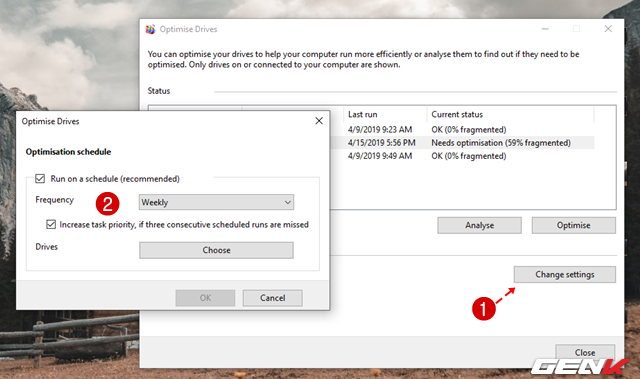 Optimise Drives
You can optimise your drives to help your computer run more efficiently or analyse them to find out if they need to be
optimised. Only drives on or connected to your computer are shown.
Status
Last run Current status
4/9/2019 9:23 AM OK (0% fragmented)
4/15/2019 5:56 PM Needs optimisation (59% fragmented)
4/9/2019 9:49 AM OK (0% fragmented)
Analyse Optimise
Change settings
1
Close
Optimise Drives
Optimisation schedule
Run on a schedule (recommended)
Frequency 2 Weekly
Increase task priority, if three consecutive scheduled runs are missed
Drives Choose
OK Cancel
GENK